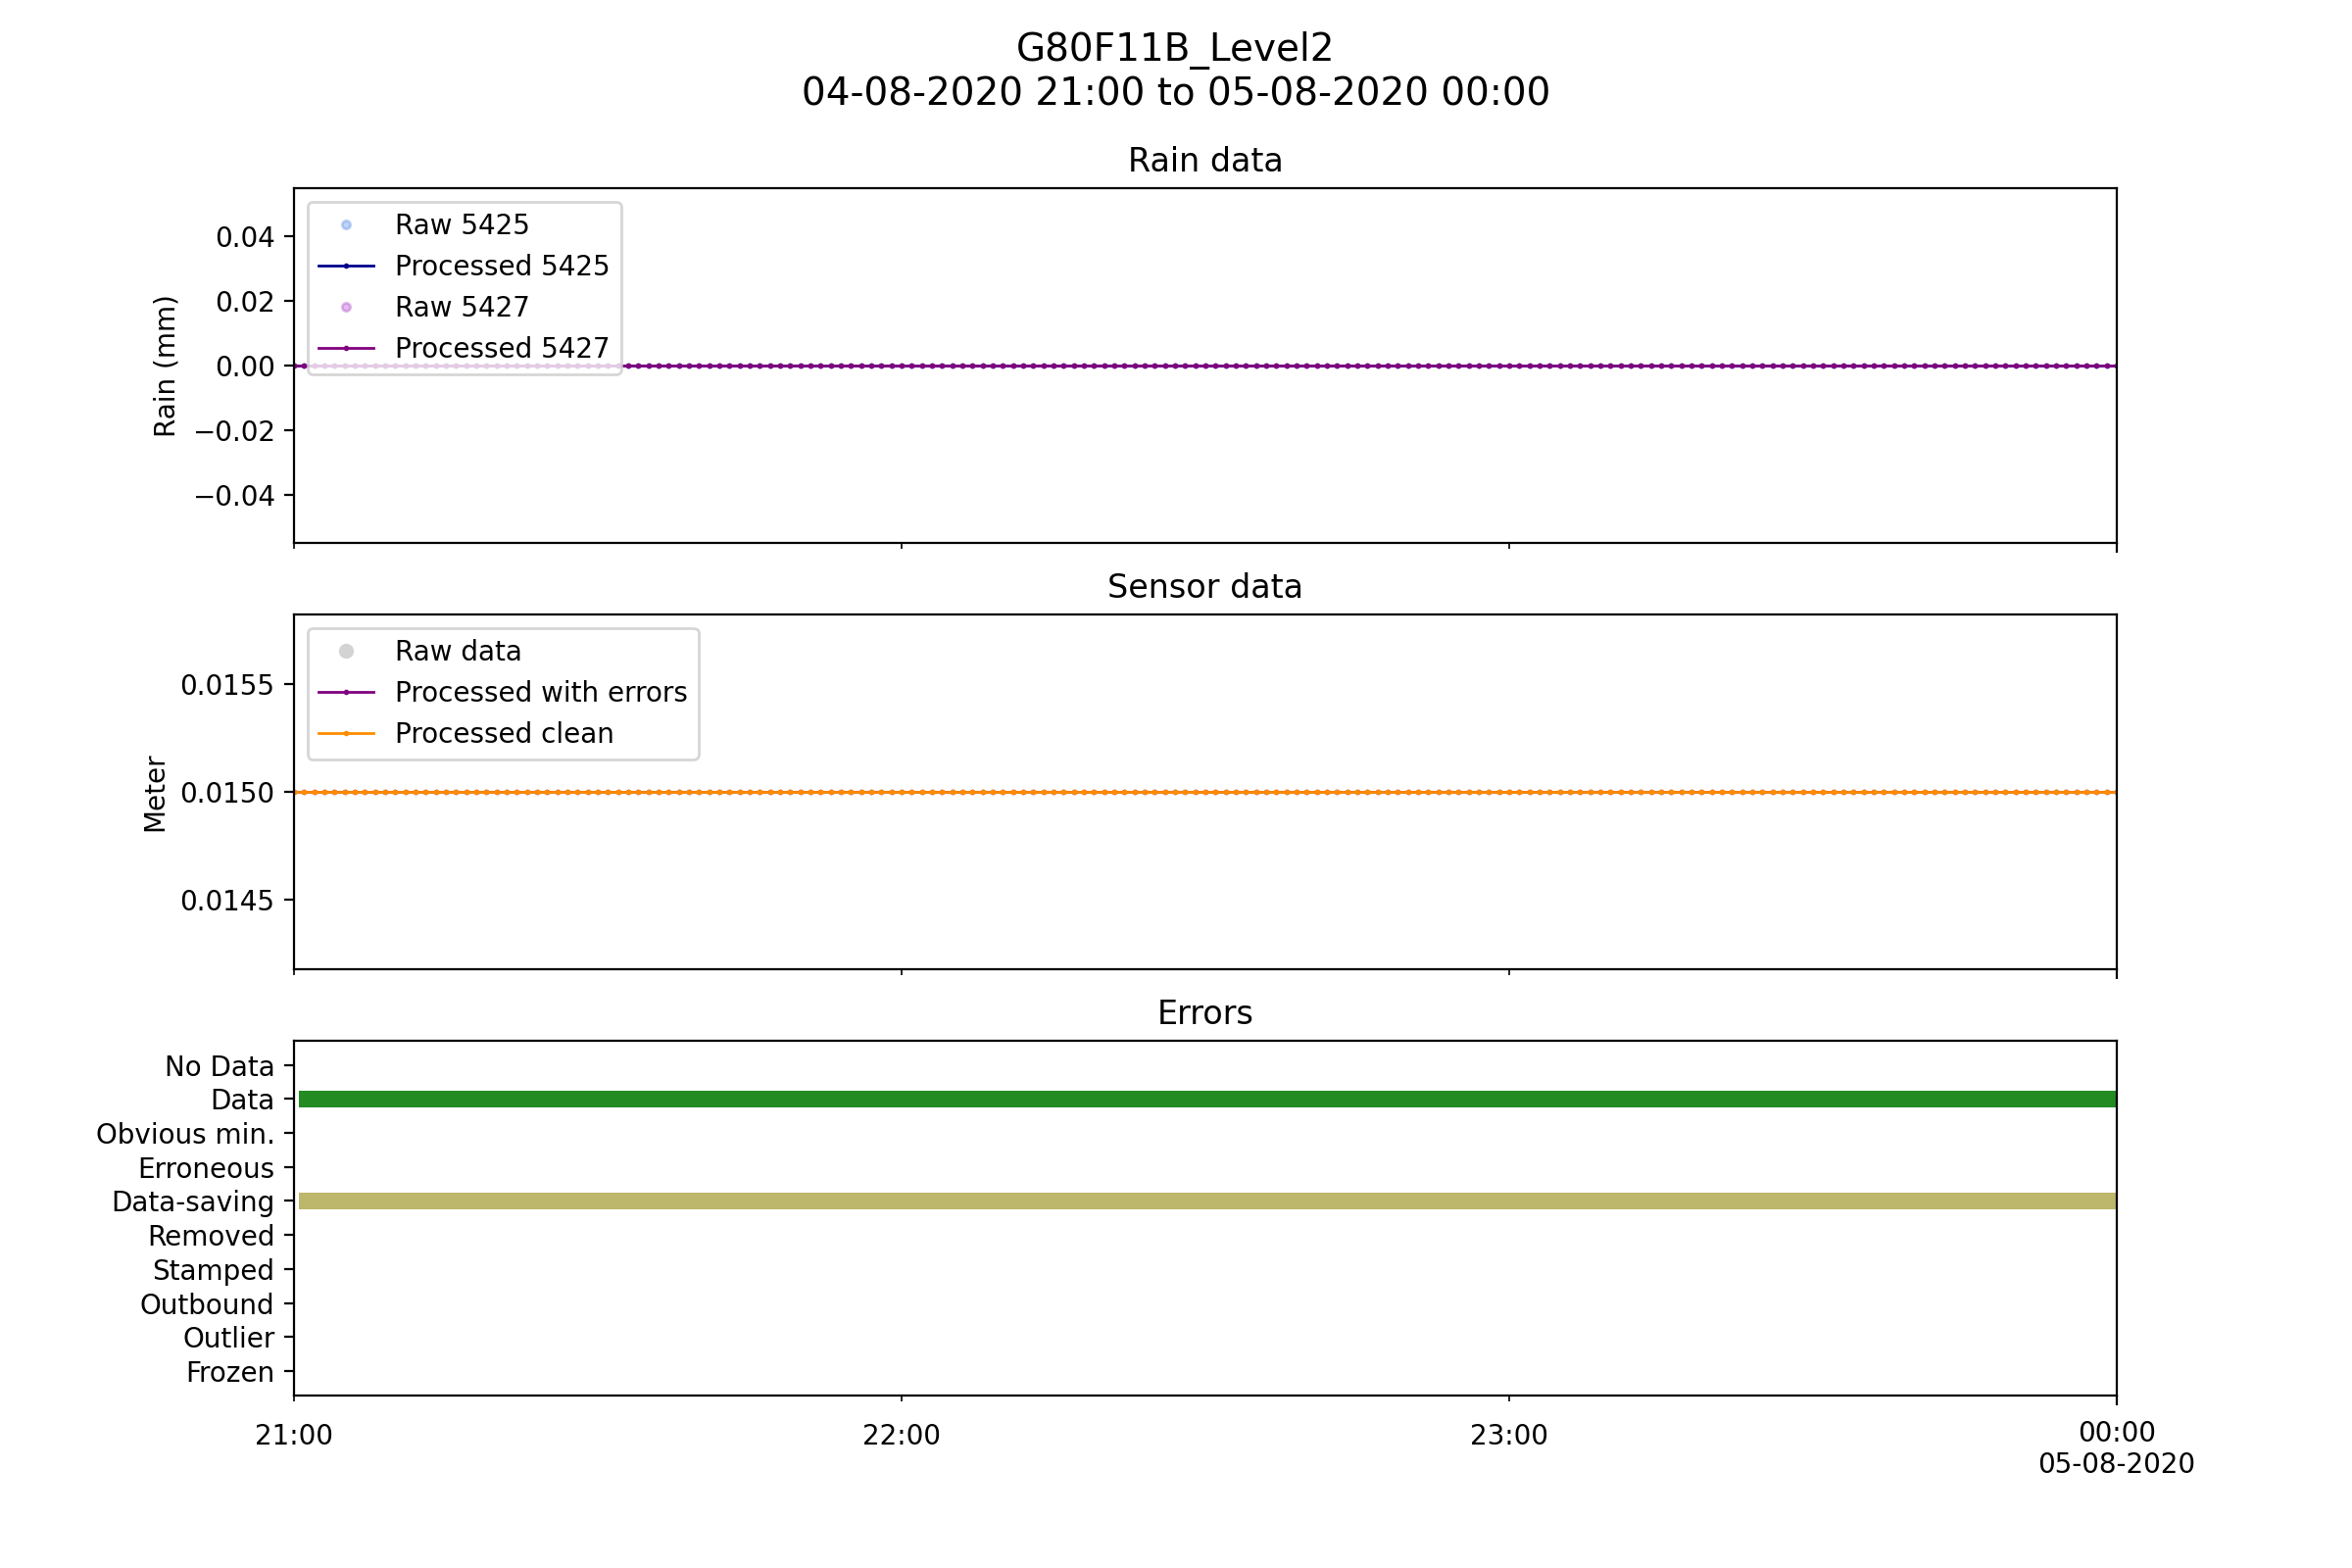 G80F11B_Level2
04-08-2020 21:00 to 05-08-2020 00:00
Rain data
Rain (mm)
0.04
0.02
0.00
−0.02
−0.04
Raw 5425
Processed 5425
Raw 5427
Processed 5427
Sensor data
Meter
0.0155
0.0150
0.0145
Raw data
Processed with errors
Processed clean
Errors
No Data
Data
Obvious min.
Erroneous
Data-saving
Removed
Stamped
Outbound
Outlier
Frozen
21:00
22:00
23:00
00:00
05-08-2020